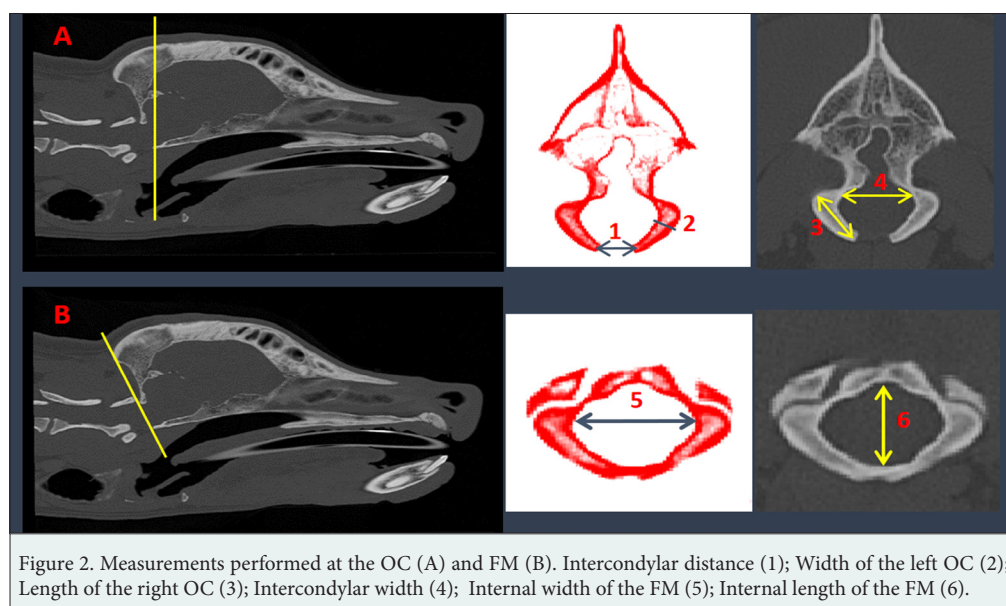 A
1
2
3
4
B
5
6
Figure 2. Measurements performed at the OC (A) and FM (B). Intercondylar distance (1); Width of the left OC (2);
Length of the right OC (3); Intercondylar width (4); Internal width of the FM (5); Internal length of the FM (6).